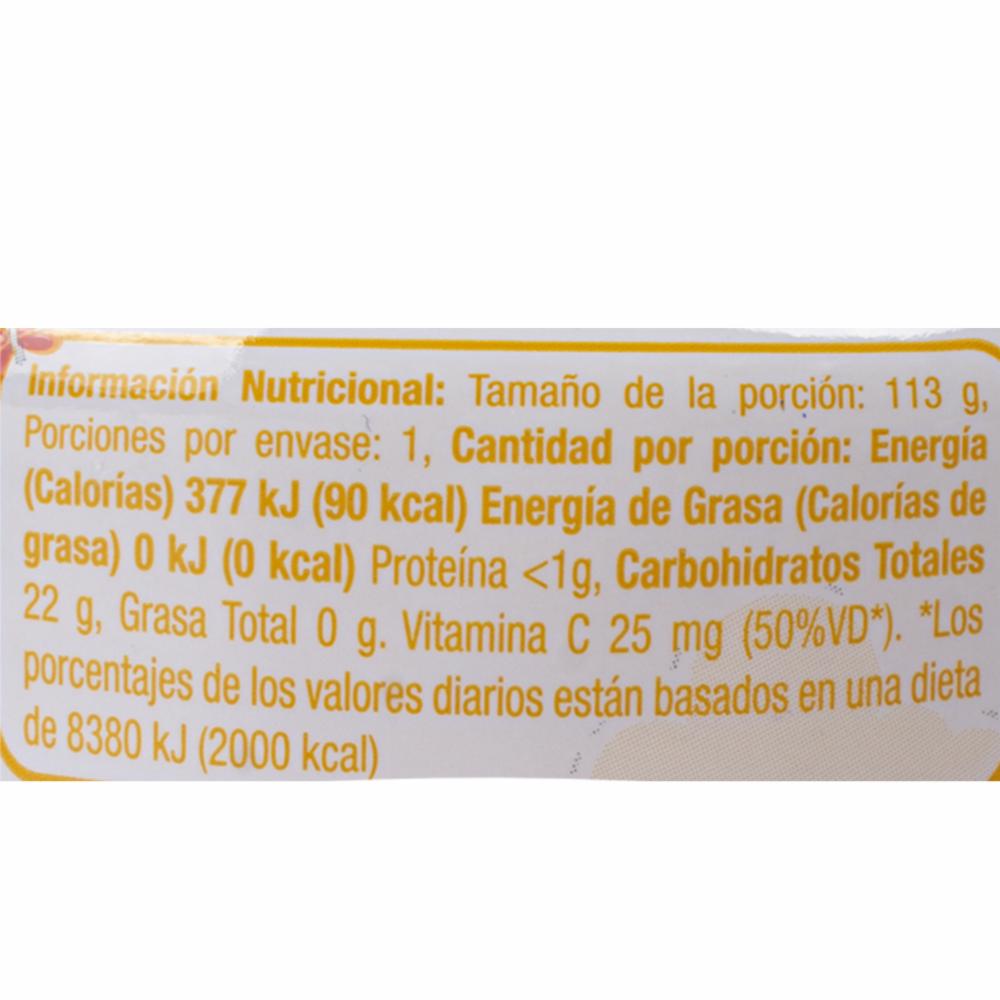 Información Nutricional: Tamaño de la porción: 113 g,
Porciones por envase: 1, Cantidad por porción: Energía
(Calorías) 377 kJ (90 kcal) Energía de Grasa (Calorías de
grasa) 0 kJ (0 kcal) Proteína <1g, Carbohidratos Totales
22 g, Grasa Total 0 g. Vitamina C 25 mg (50%VD*). *Los
porcentajes de los valores diarios están basados en una dieta
de 8380 kJ (2000 kcal)